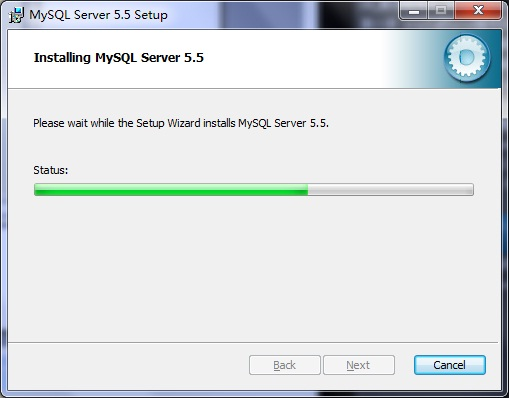 MySQL Server 5.5 Setup
Installing MySQL Server 5.5
Please wait while the Setup Wizard installs MySQL Server 5.5.
Status:
Back Next Cancel